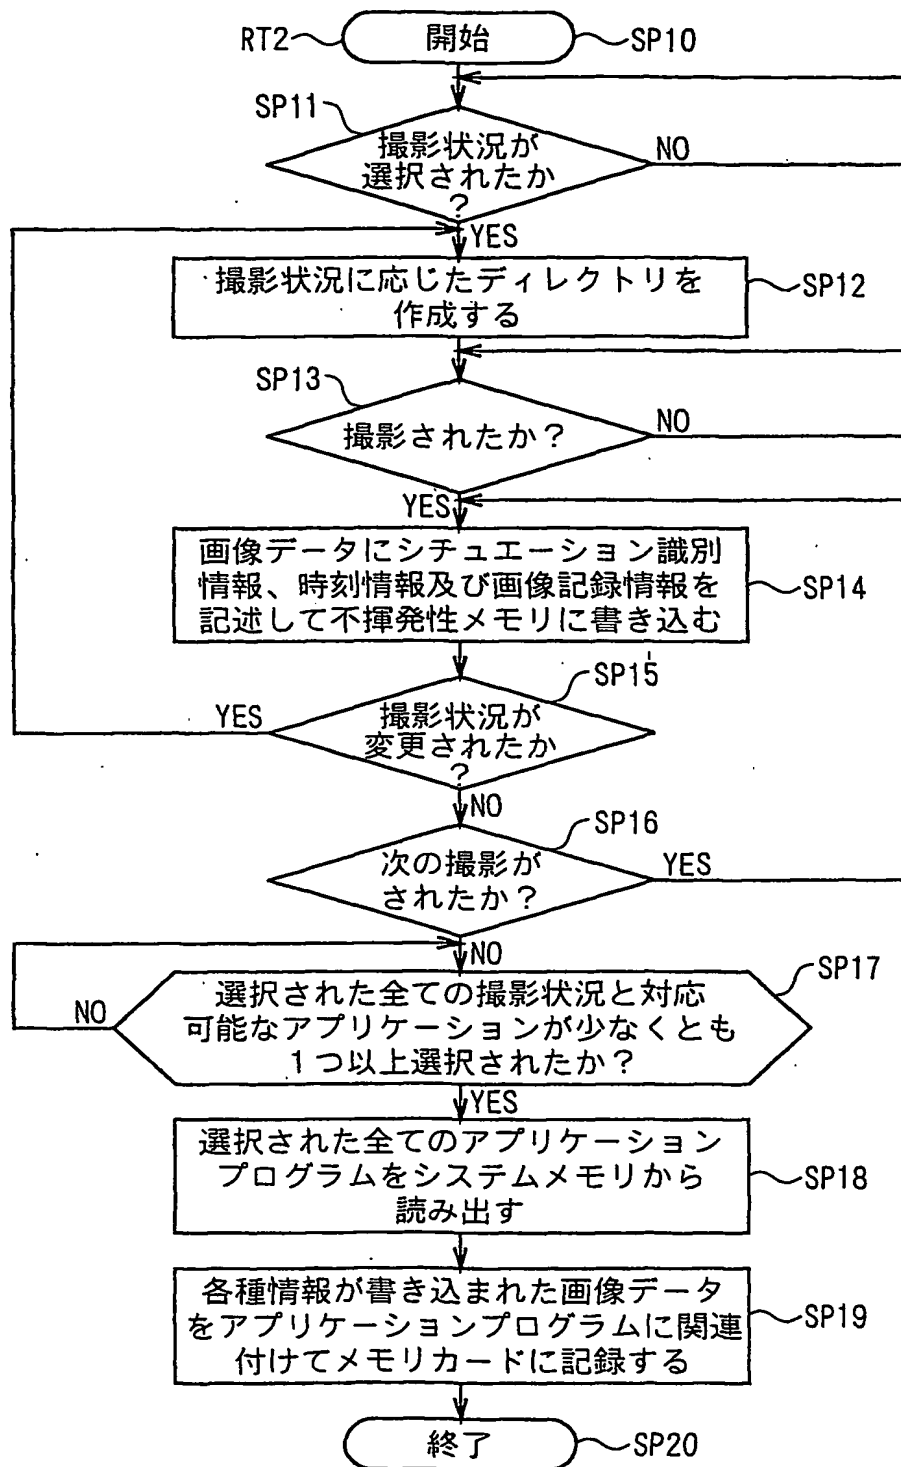 RT2
開始
SP10
SP11
撮影状況が
選択されたか
?
NO
YES
撮影状況に応じたディレクトリを
作成する
SP12
SP13
撮影されたか?
NO
YES
画像データにシチュエーション識別
情報、時刻情報及び画像記録情報を
記述して不揮発性メモリに書き込む
SP14
SP15
撮影状況が
変更されたか
?
YES
NO
SP16
次の撮影が
されたか?
YES
NO
SP17
選択された全ての撮影状況と対応
可能なアプリケーションが少なくとも
1つ以上選択されたか?
NO
YES
選択された全てのアプリケーション
プログラムをシステムメモリから
読み出す
SP18
各種情報が書き込まれた画像データ
をアプリケーションプログラムに関連
付けてメモリカードに記録する
SP19
終了
SP20